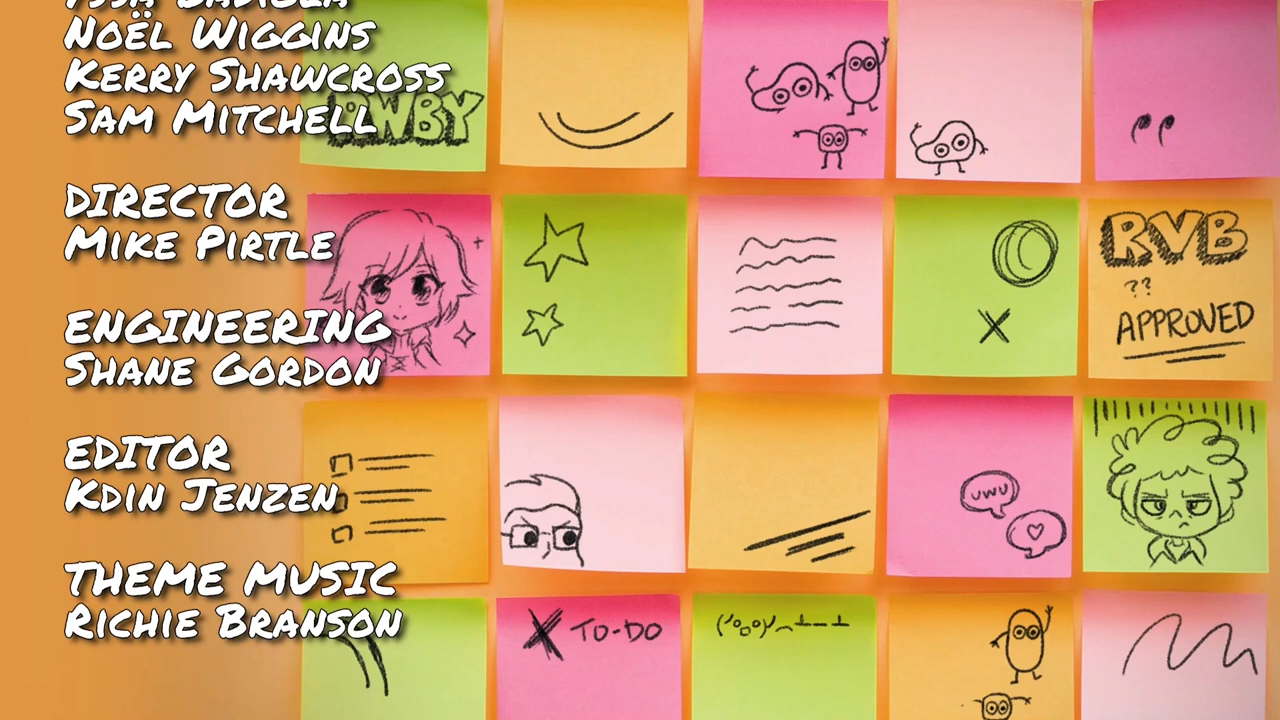 Noël Wiggins
Kerry Shawcross
Sam Mitchell
DIRECTOR
Mike Pirtle
ENGINEERING
Shane Gordon
EDITOR
Kdin Jenzen
THEME MUSIC
Richie Branson
RVB
??
APPROVED
UWU
TO-DO